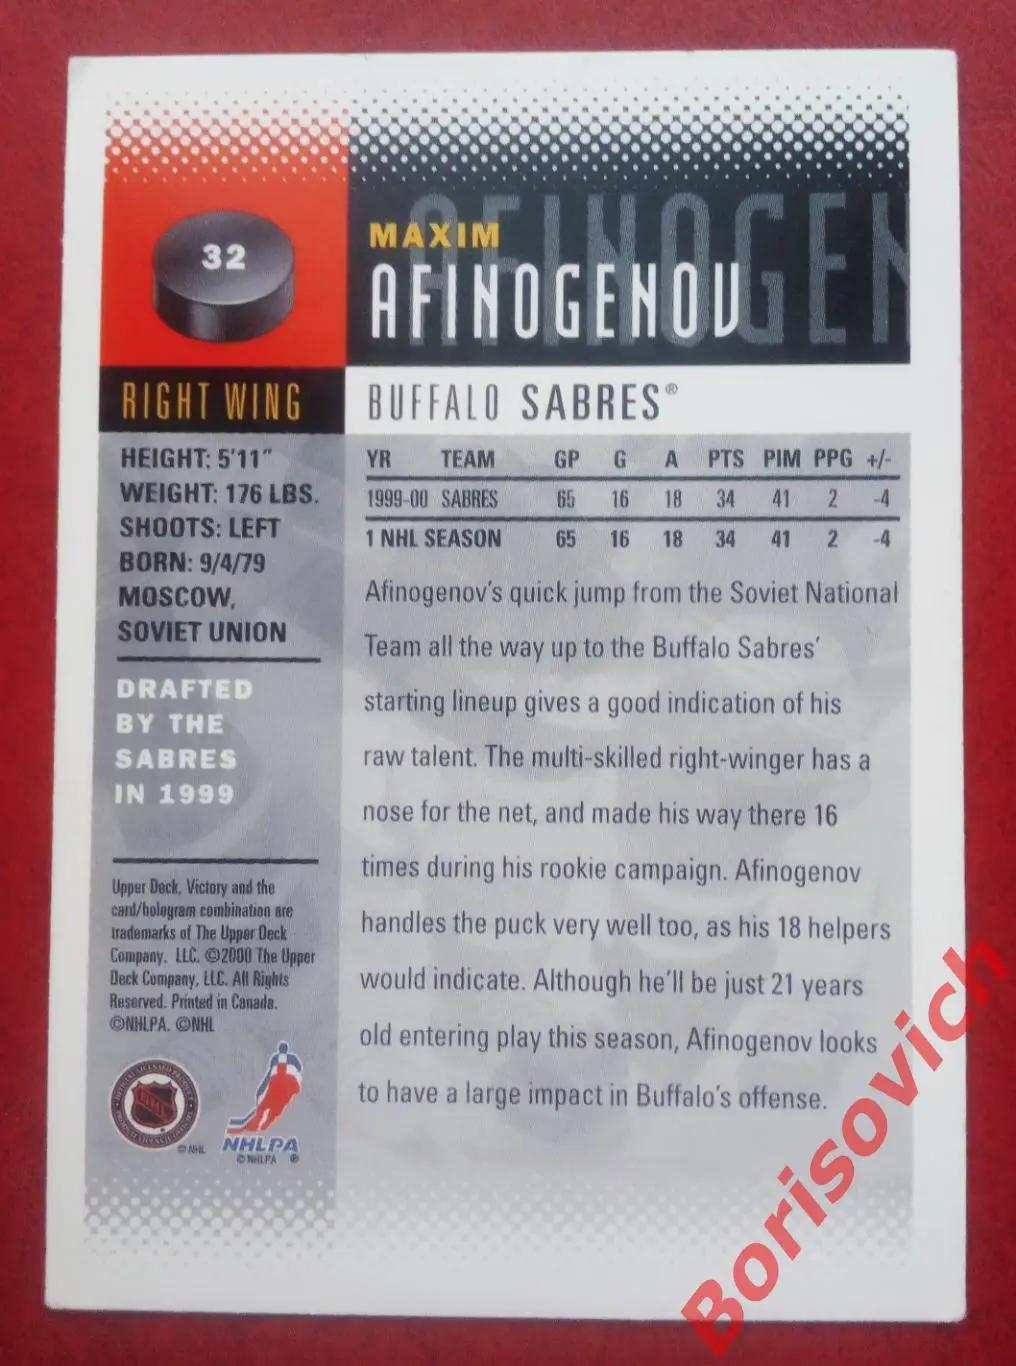 32
MAXIM
AFINOGENOV
AFINOGEN
RIGHT WING
BUFFALO SABRES®
HEIGHT: 5'11"
WEIGHT: 176 LBS.
SHOOTS: LEFT
BORN: 9/4/79
MOSCOW,
SOVIET UNION
DRAFTED
BY THE
SABRES
IN 1999
Upper Deck, Victory and the
card/hologram combination are
trademarks of The Upper Deck
Company, LLC. ©2000 The Upper
Deck Company, LLC. All Rights
Reserved. Printed in Canada.
©NHLPA. ©NHL
NHL
© NHL
NHLPA
© NHLPA ®
YR TEAM GP G A PTS PIM PPG +/-
1999-00 SABRES 65 16 18 34 41 2 -4
1 NHL SEASON 65 16 18 34 41 2 -4
Afinogenov's quick jump from the Soviet National
Team all the way up to the Buffalo Sabres'
starting lineup gives a good indication of his
raw talent. The multi-skilled right-winger has a
nose for the net, and made his way there 16
times during his rookie campaign. Afinogenov
handles the puck very well too, as his 18 helpers
would indicate. Although he'll be just 21 years
old entering play this season, Afinogenov looks
to have a large impact in Buffalo's offense.
Borisovich